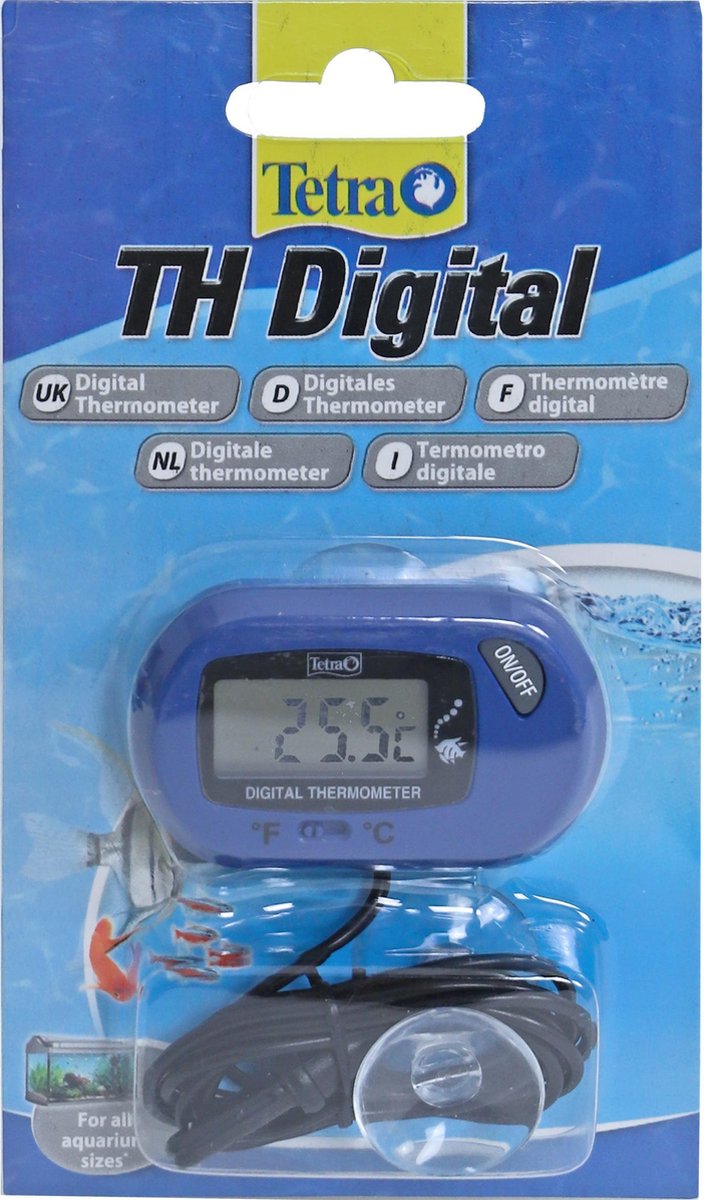 Tetra
TH Digital
UK Digital
Thermometer
D Digitales
Thermometer
F Thermomètre
digital
NL Digitale
thermometer
I Termometro
digitale
Tetra
ON/OFF
25.5°C
DIGITAL THERMOMETER
°F °C
For all
aquarium
sizes*